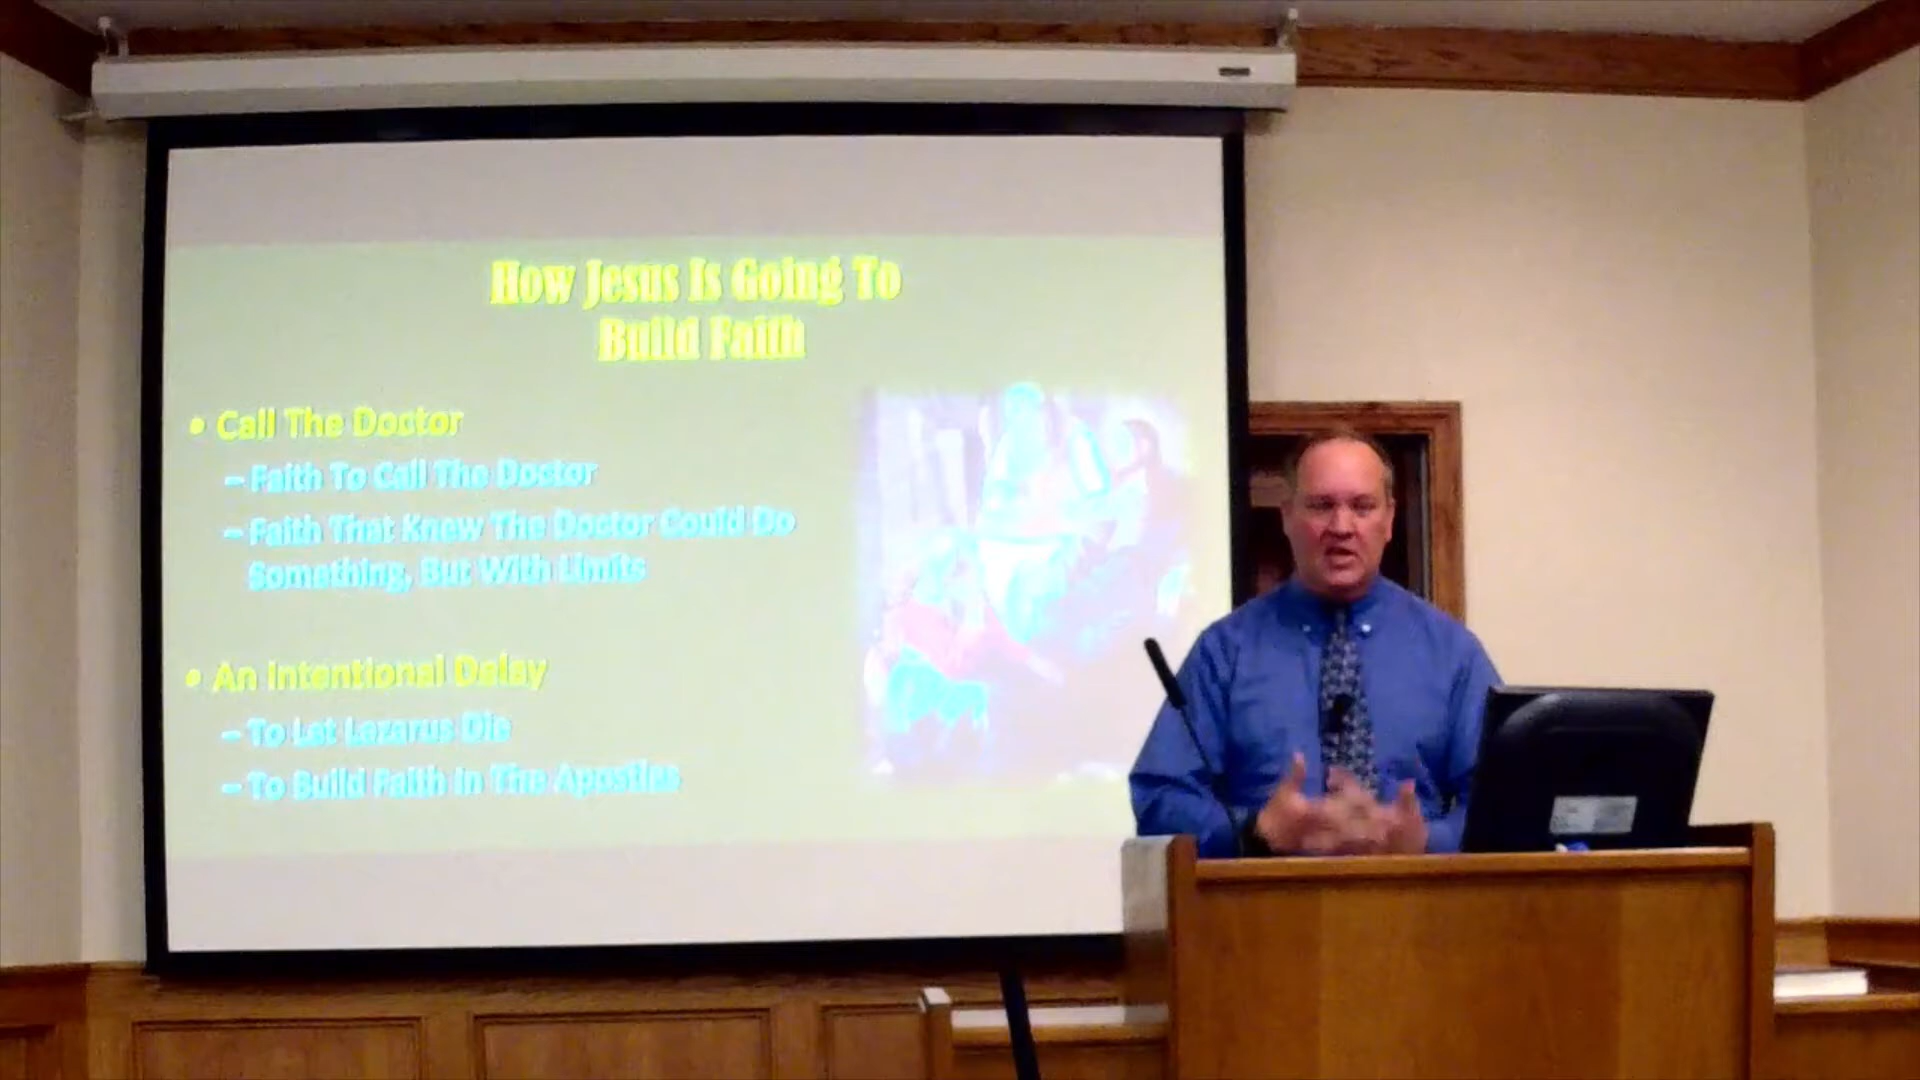 How Jesus Is Going To
Build Faith
• Call The Doctor
– Faith To Call The Doctor
– Faith That Knew The Doctor Could Do
Something, But With Limits
• An Intentional Delay
– To Let Lazarus Die
– To Build Faith In The Apostles